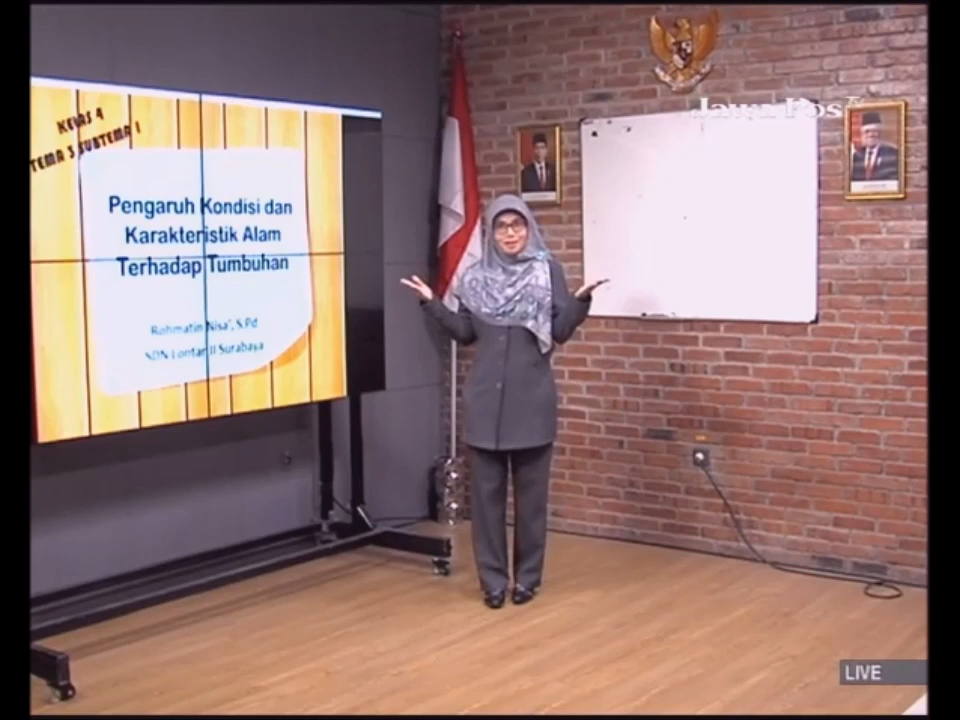 KELAS 4
TEMA 3 SUBTEMA 1
Pengaruh Kondisi dan
Karakteristik Alam
Terhadap Tumbuhan
Rohmatin Nisa', S.Pd
SDN Lontar II Surabaya
Jawa Pos
LIVE